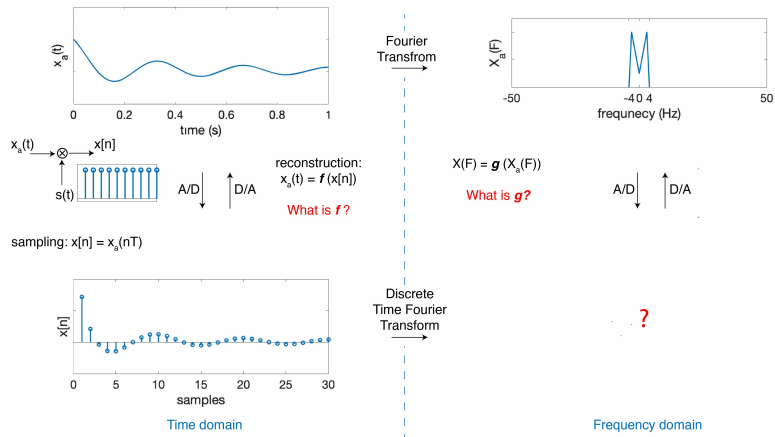 x_a(t)
0
0.2
0.4
0.6
0.8
1
time (s)
Fourier
Transfrom
X_a(F)
-50
-4 0 4
50
frequnecy (Hz)
x_a(t)
x[n]
s(t)
A/D
D/A
reconstruction:
x_a(t) = f (x[n])
What is f ?
X(F) = g (X_a(F))
What is g?
A/D
D/A
sampling: x[n] = x_a(nT)
x[n]
0
5
10
15
20
25
30
samples
Discrete
Time Fourier
Transform
?
Time domain
Frequency domain